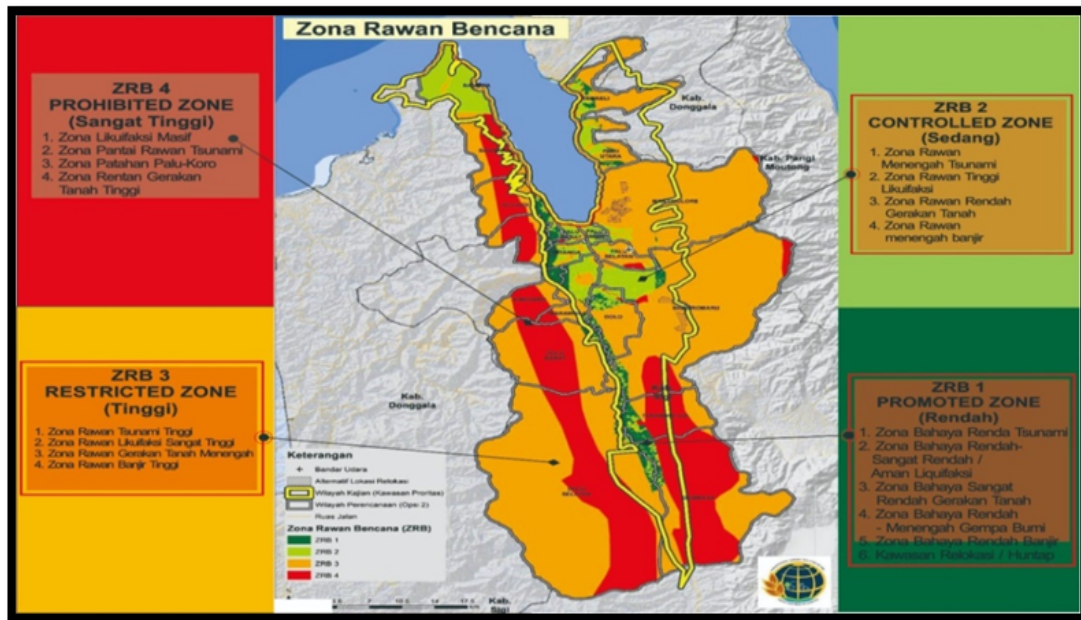 Zona Rawan Bencana
ZRB 4
PROHIBITED ZONE
(Sangat Tinggi)
1. Zona Likuifaksi Masif
2. Zona Pantai Rawan Tsunami
3. Zona Patahan Palu-Koro
4. Zona Rentan Gerakan
Tanah Tinggi
ZRB 2
CONTROLLED ZONE
(Sedang)
1. Zona Rawan
Menengah Tsunami
2. Zona Rawan Tinggi
Likuifaksi
3. Zona Rawan Rendah
Gerakan Tanah
4. Zona Rawan
menengah banjir
ZRB 3
RESTRICTED ZONE
(Tinggi)
1. Zona Rawan Tsunami Tinggi
2. Zona Rawan Likuifaksi Sangat Tinggi
3. Zona Rawan Gerakan Tanah Menengah
4. Zona Rawan Banjir Tinggi
ZRB 1
PROMOTED ZONE
(Rendah)
1. Zona Bahaya Renda Tsunami
2. Zona Bahaya Rendah-
Sangat Rendah /
Aman Liquifaksi
3. Zona Bahaya Sangat
Rendah Gerakan Tanah
4. Zona Bahaya Rendah
- Menengah Gempa Bumi
5. Zona Bahaya Rendah Banjir
6. Kawasan Relokasi / Huntap
Kab.
Donggala
Kab. Parigi
Moutong
Kab.
Donggala
Kab.
Sigi
Keterangan
Bandar Udara
Alternatif Lokasi Relokasi
Wilayah Kajian (Kawasan Prioritas)
Wilayah Perencanaan (Opsi 2)
Ruas Jalan
Zona Rawan Bencana (ZRB)
ZRB 1
ZRB 2
ZRB 3
ZRB 4